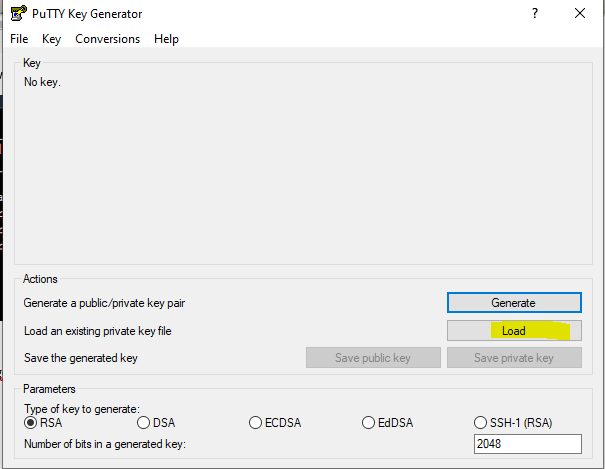 PuTTY Key Generator
?
File Key Conversions Help
Key
No key.
Actions
Generate a public/private key pair
Generate
Load an existing private key file
Load
Save the generated key
Save public key
Save private key
Parameters
Type of key to generate:
RSA
DSA
ECDSA
EdDSA
SSH-1 (RSA)
Number of bits in a generated key:
2048